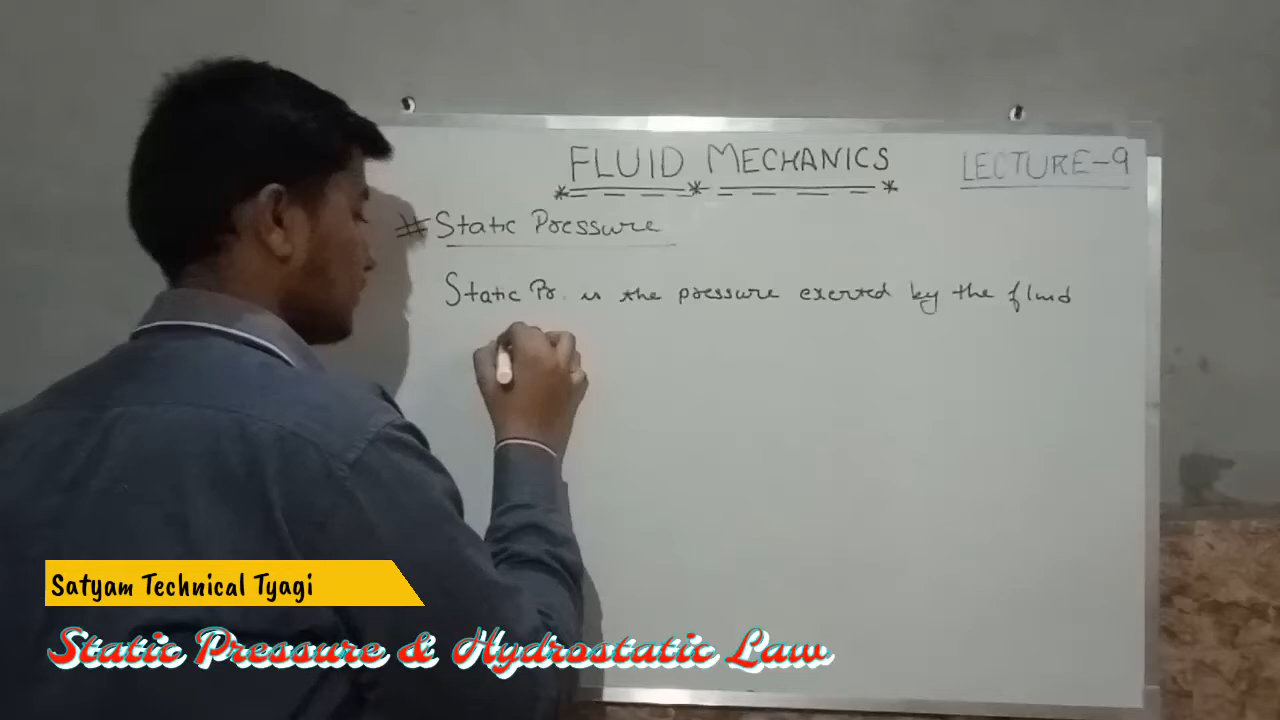 FLUID MECHANICS
LECTURE-9
# Static Pressure
Static Pr. is the pressure exerted by the fluid
Satyam Technical Tyagi
Static Pressure & Hydrostatic Law